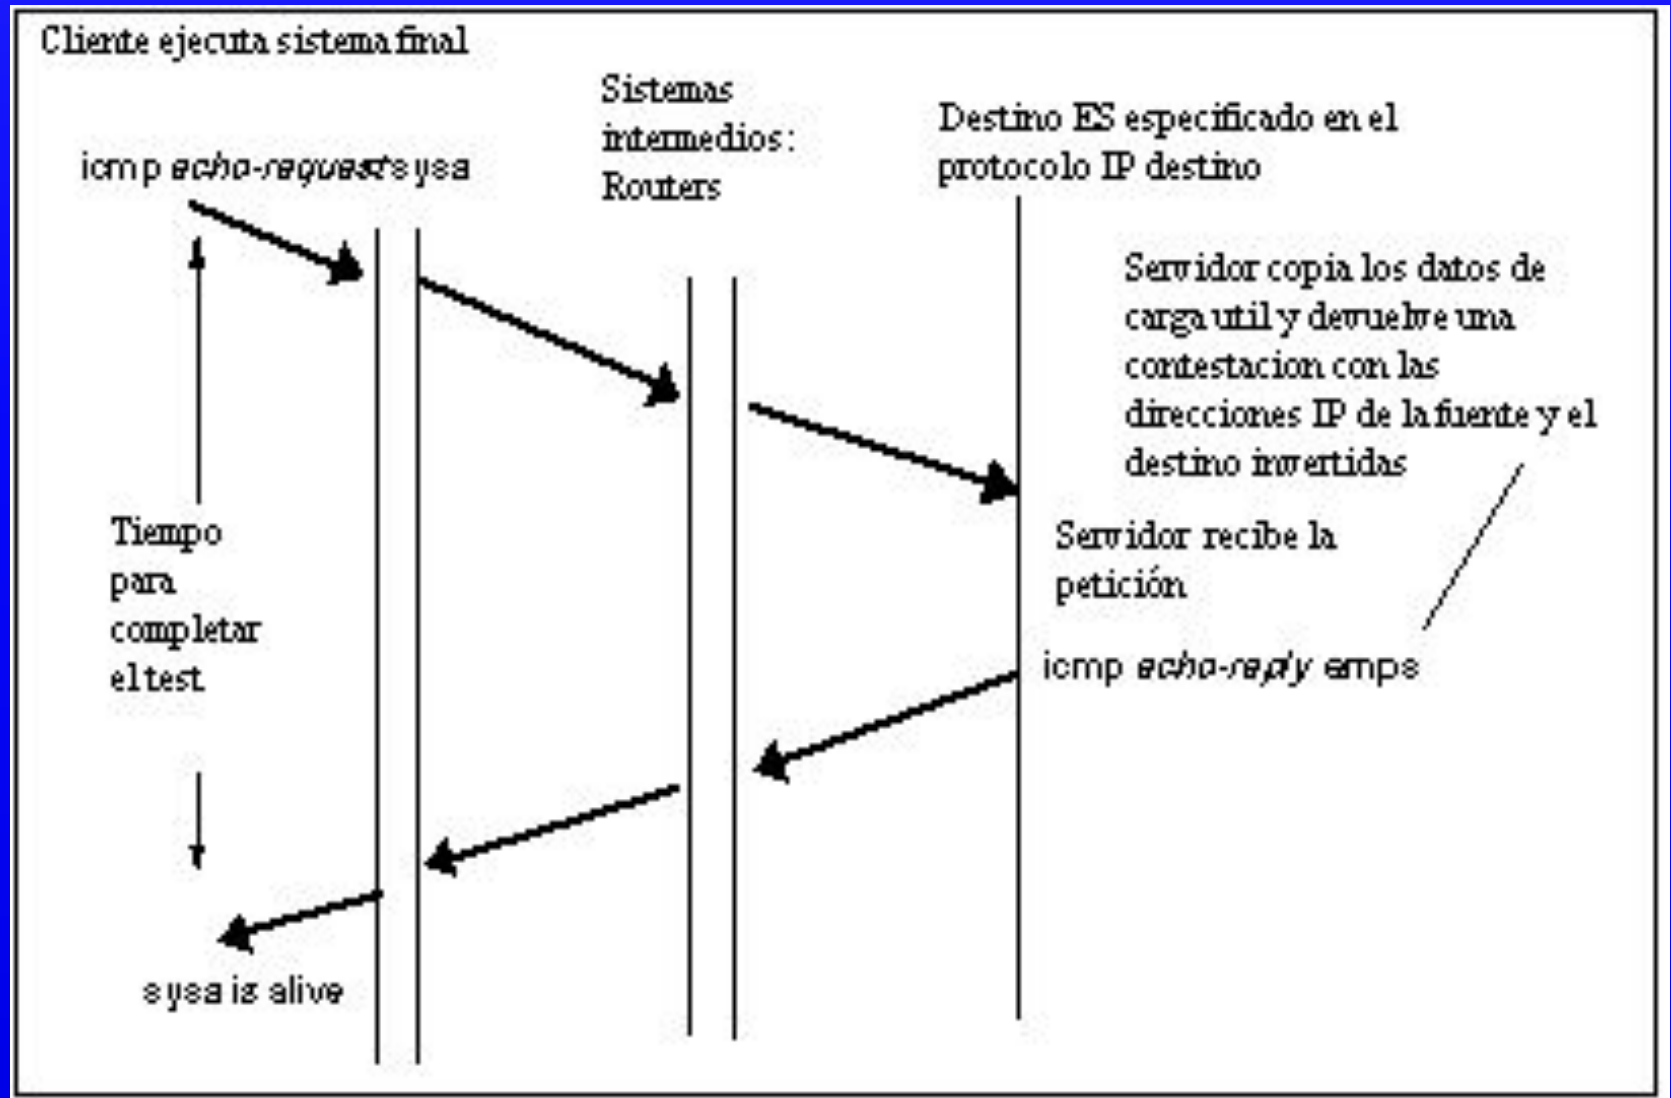 Cliente ejecuta sistema final
Sistemas
intermedios:
Routers
Destino ES especificado en el
protocolo IP destino
icmp echo-request sysa
Servidor copia los datos de
carga util y devuelve una
contestacion con las
direcciones IP de la fuente y el
destino invertidas
Tiempo
para
completar
el test
Servidor recibe la
petición
icmp echo-reply emps
sysa is alive